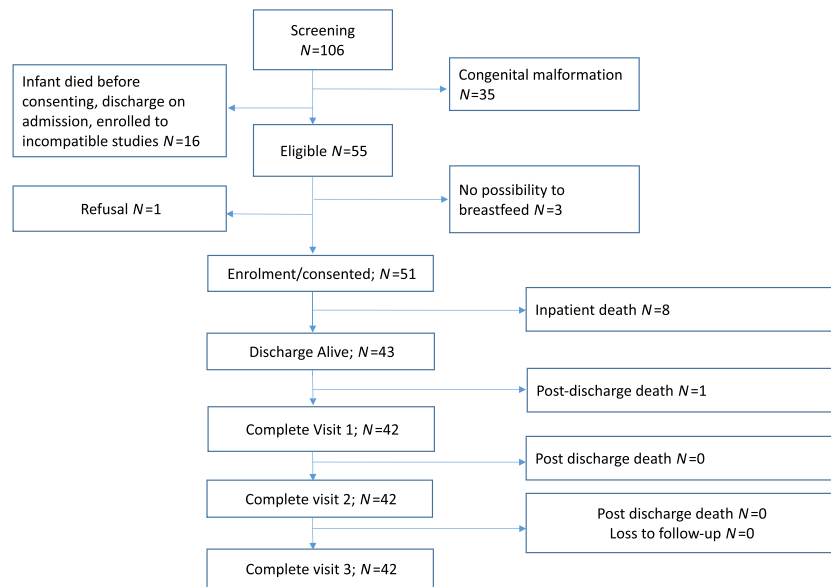 Screening
N=106
Infant died before
consenting, discharge on
admission, enrolled to
incompatible studies N=16
Congenital malformation
N=35
Eligible N=55
Refusal N=1
No possibility to
breastfeed N=3
Enrolment/consented; N=51
Inpatient death N=8
Discharge Alive; N=43
Post-discharge death N=1
Complete Visit 1; N=42
Post discharge death N=0
Complete visit 2; N=42
Post discharge death N=0
Loss to follow-up N=0
Complete visit 3; N=42